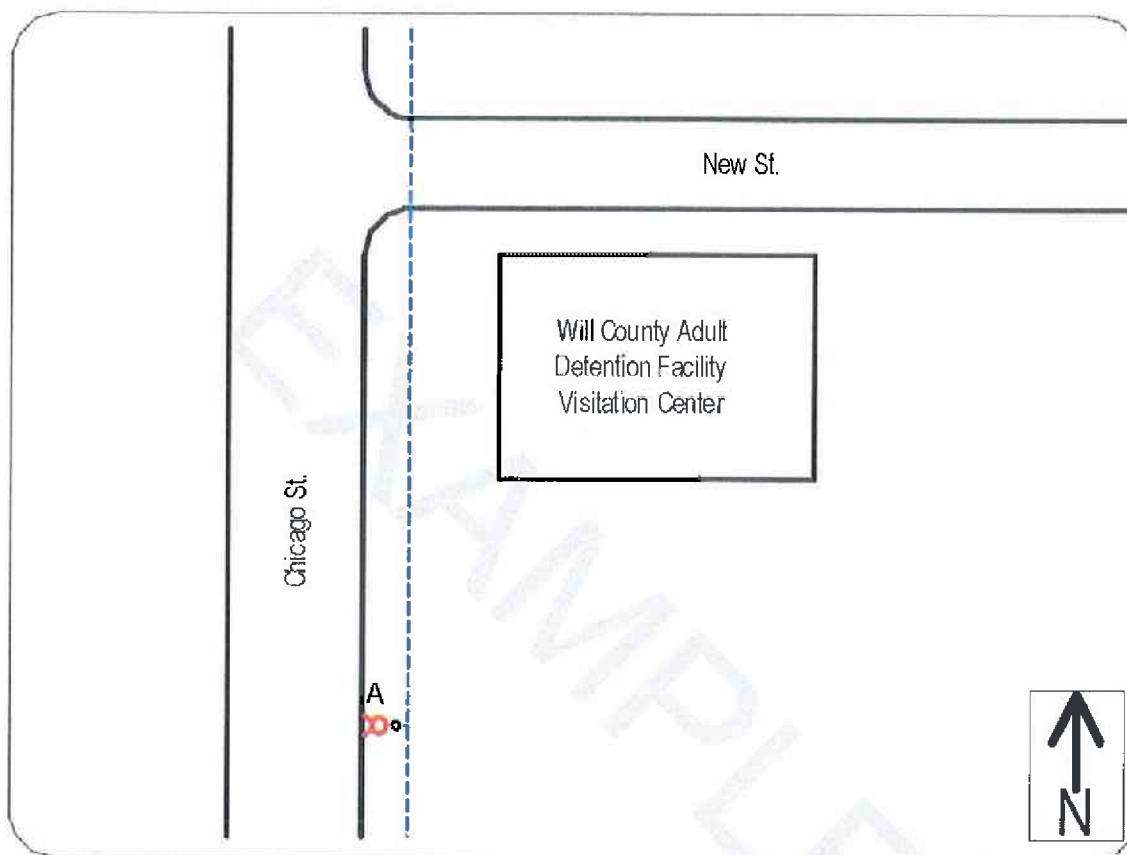 New St.
Will County Adult
Detention Facility
Visitation Center
Chicago St.
A
N
EXAMPLE